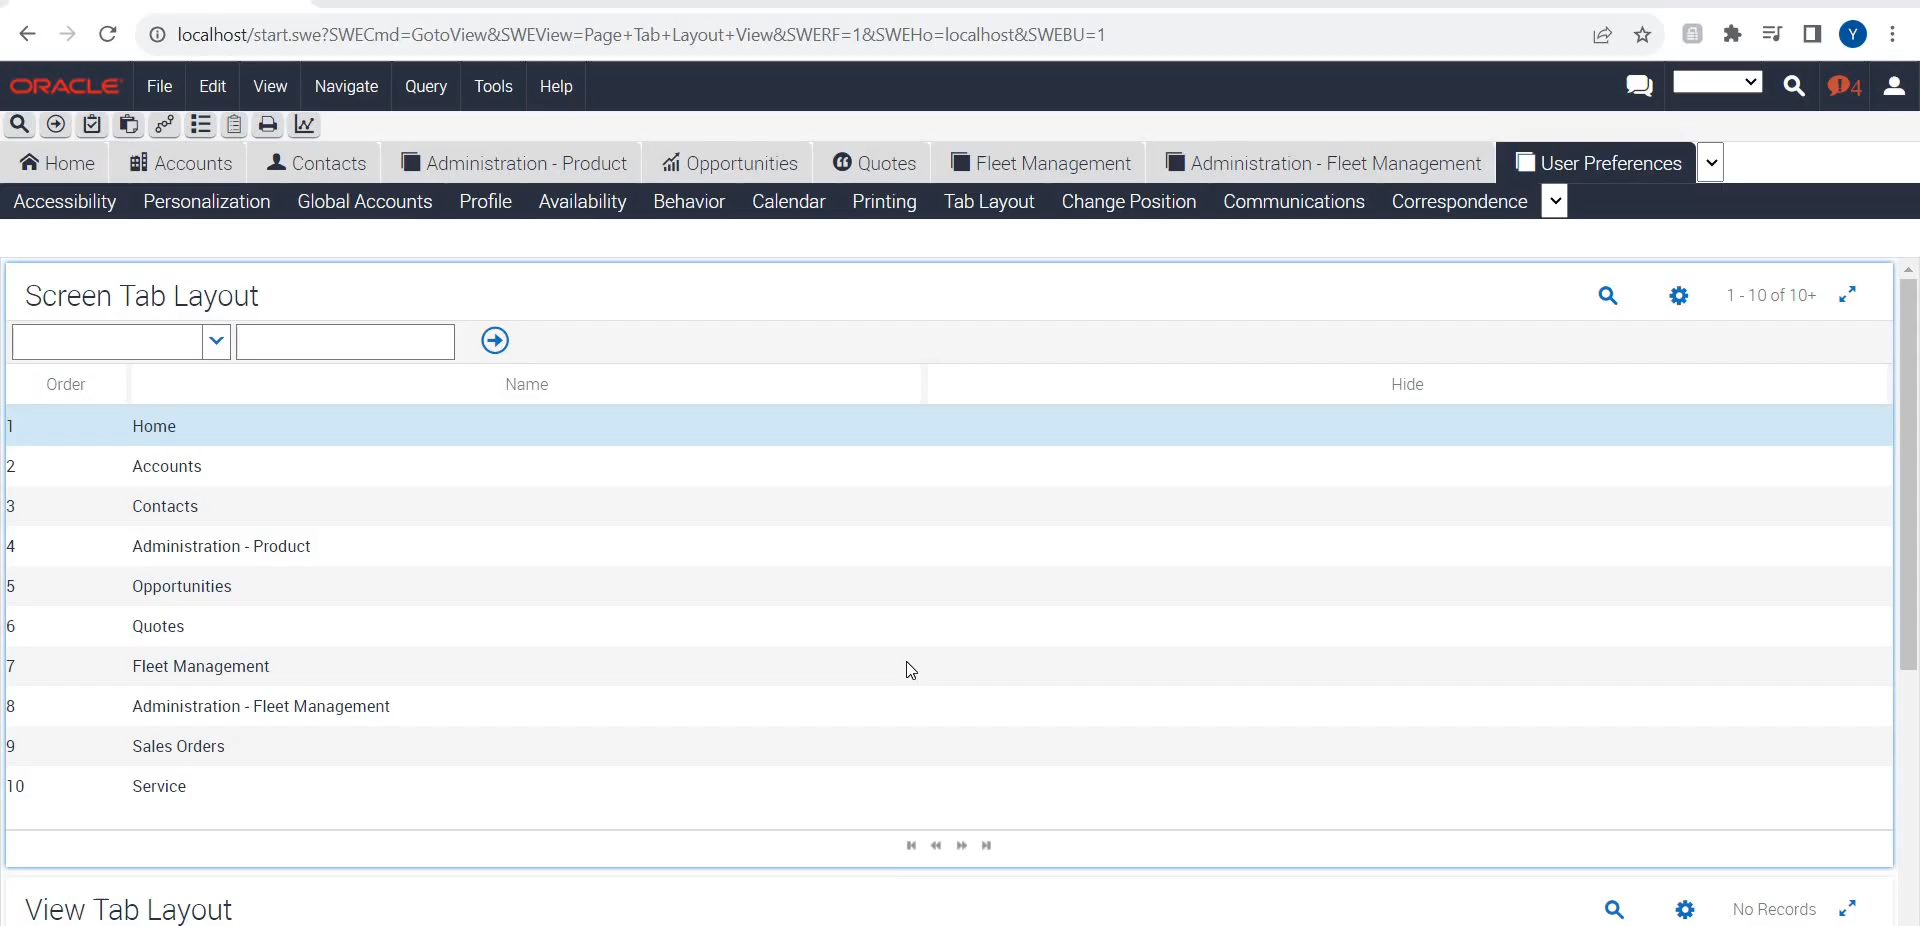 localhost/start.swe?SWECmd=GotoView&SWEView=Page+Tab+Layout+View&SWERF=1&SWEHo=localhost&SWEBU=1 Y
ORACLE File Edit View Navigate Query Tools Help 4
Home Accounts Contacts Administration - Product Opportunities Quotes Fleet Management Administration - Fleet Management User Preferences
Accessibility Personalization Global Accounts Profile Availability Behavior Calendar Printing Tab Layout Change Position Communications Correspondence
Screen Tab Layout 1 - 10 of 10+
Order Name Hide
1 Home
2 Accounts
3 Contacts
4 Administration - Product
5 Opportunities
6 Quotes
7 Fleet Management
8 Administration - Fleet Management
9 Sales Orders
10 Service
View Tab Layout No Records